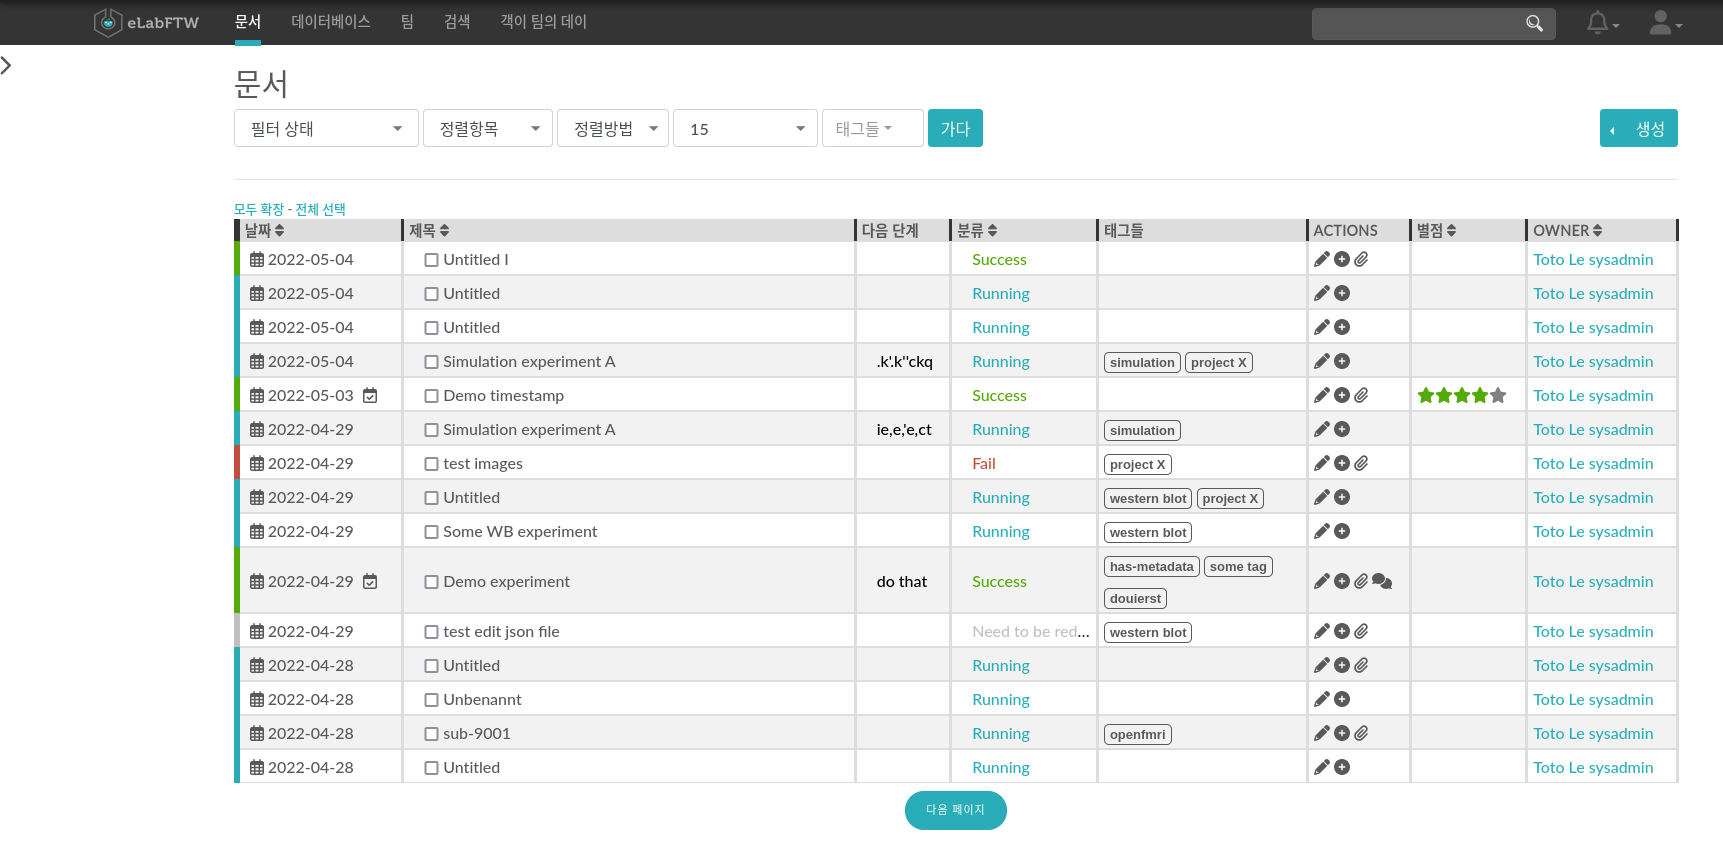 eLabFTW 문서 데이터베이스 팀 검색 객이 팀의 데이
문서
필터 상태 정렬항목 정렬방법 15 태그들 가다 생성
모두 확장 - 전체 선택
날짜 제목 다음 단계 분류 태그들 ACTIONS 별점 OWNER
2022-05-04 Untitled I Success Toto Le sysadmin
2022-05-04 Untitled Running Toto Le sysadmin
2022-05-04 Untitled Running Toto Le sysadmin
2022-05-04 Simulation experiment A .k'.k''ckq Running simulation project X Toto Le sysadmin
2022-05-03 Demo timestamp Success Toto Le sysadmin
2022-04-29 Simulation experiment A ie,e,'e,ct Running simulation Toto Le sysadmin
2022-04-29 test images Fail project X Toto Le sysadmin
2022-04-29 Untitled Running western blot project X Toto Le sysadmin
2022-04-29 Some WB experiment Running western blot Toto Le sysadmin
2022-04-29 Demo experiment do that Success has-metadata some tag douierst Toto Le sysadmin
2022-04-29 test edit json file Need to be red... western blot Toto Le sysadmin
2022-04-28 Untitled Running Toto Le sysadmin
2022-04-28 Unbenannt Running Toto Le sysadmin
2022-04-28 sub-9001 Running openfmri Toto Le sysadmin
2022-04-28 Untitled Running Toto Le sysadmin
다음 페이지